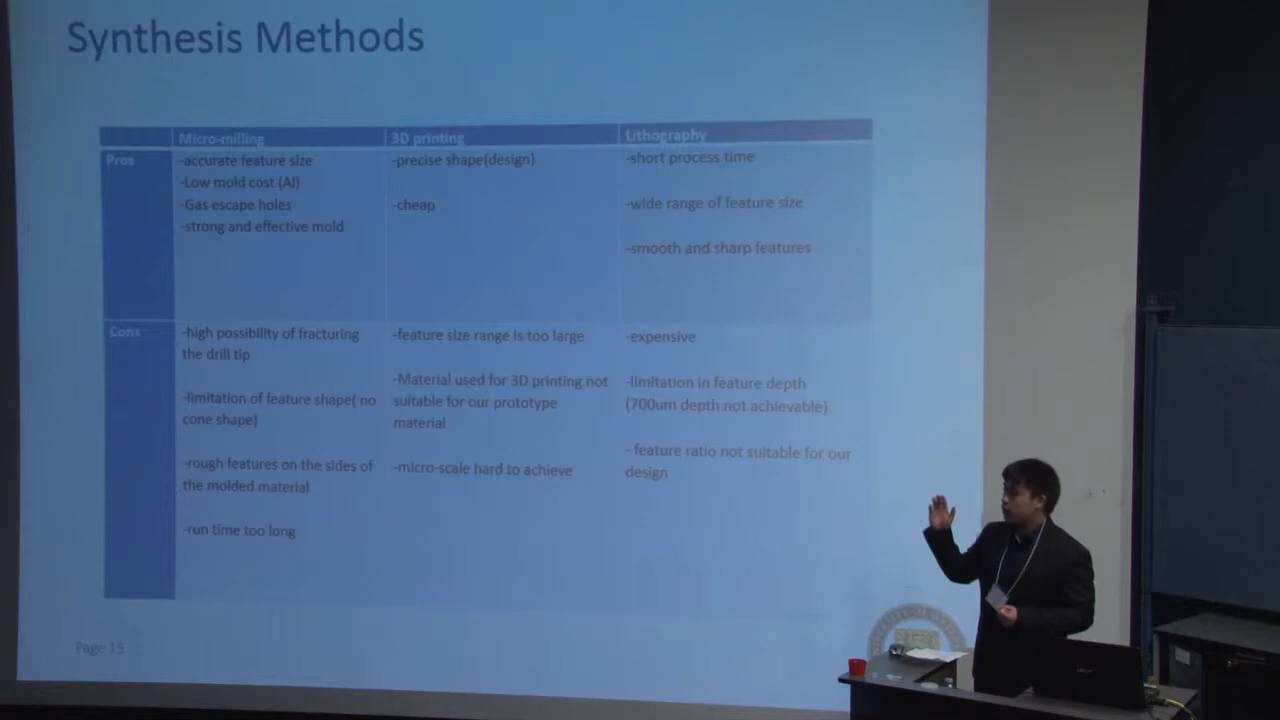 Synthesis Methods
Micro-milling
3D printing
Lithography
Pros
-accurate feature size
-Low mold cost (Al)
-Gas escape holes
-strong and effective mold
-precise shape(design)
-cheap
-short process time
-wide range of feature size
-smooth and sharp features
Cons
-high possibility of fracturing
the drill tip
-limitation of feature shape( no
cone shape)
-rough features on the sides of
the molded material
-run time too long
-feature size range is too large
-Material used for 3D printing not
suitable for our prototype
material
-micro-scale hard to achieve
-expensive
-limitation in feature depth
(700um depth not achievable)
- feature ratio not suitable for our
design
Page 15